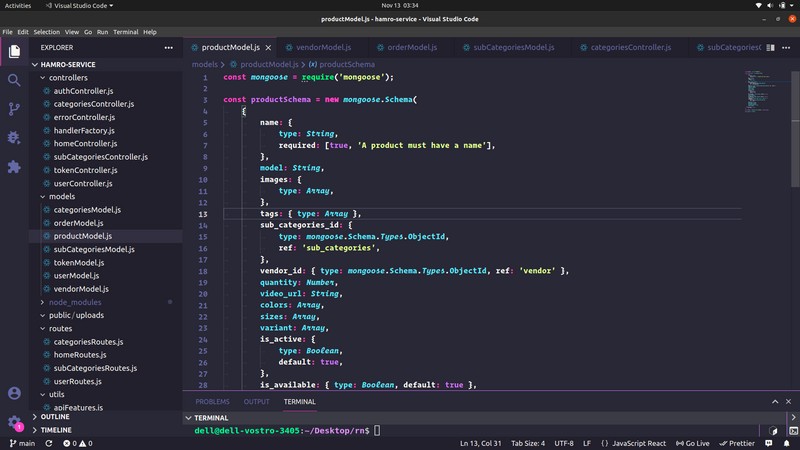 Activities
Visual Studio Code
Nov 13 03:34
productModel.js - hamro-service - Visual Studio Code
File Edit Selection View Go Run Terminal Help
EXPLORER
productModel.js
vendorModel.js
orderModel.js
subCategoriesModel.js
categoriesController.js
subCategories
HAMRO-SERVICE
controllers
authController.js
categoriesController.js
errorController.js
handlerFactory.js
homeController.js
subCategoriesController.js
tokenController.js
userController.js
models
categoriesModel.js
orderModel.js
productModel.js
subCategoriesModel.js
tokenModel.js
userModel.js
vendorModel.js
node_modules
public/uploads
routes
categoriesRoutes.js
homeRoutes.js
subCategoriesRoutes.js
userRoutes.js
utils
apiFeatures.js
OUTLINE
TIMELINE
models > productModel.js > productSchema
1 const mongoose = require('mongoose');
2
3 const productSchema = new mongoose.Schema(
4 {
5 name: {
6 type: String,
7 required: [true, 'A product must have a name'],
8 },
9 model: String,
10 images: {
11 type: Array,
12 },
13 tags: { type: Array },
14 sub_categories_id: {
15 type: mongoose.Schema.Types.ObjectId,
16 ref: 'sub_categories',
17 },
18 vendor_id: { type: mongoose.Schema.Types.ObjectId, ref: 'vendor' },
19 quantity: Number,
20 video_url: String,
21 colors: Array,
22 sizes: Array,
23 variant: Array,
24 is_active: {
25 type: Boolean,
26 default: true,
27 },
28 is_available: { type: Boolean, default: true },
PROBLEMS OUTPUT TERMINAL
TERMINAL
dell@dell-vostro-3405:~/Desktop/rn$
main
0 0
Ln 13, Col 31
Tab Size: 4
UTF-8
LF
{} JavaScript React
Go Live
Prettier